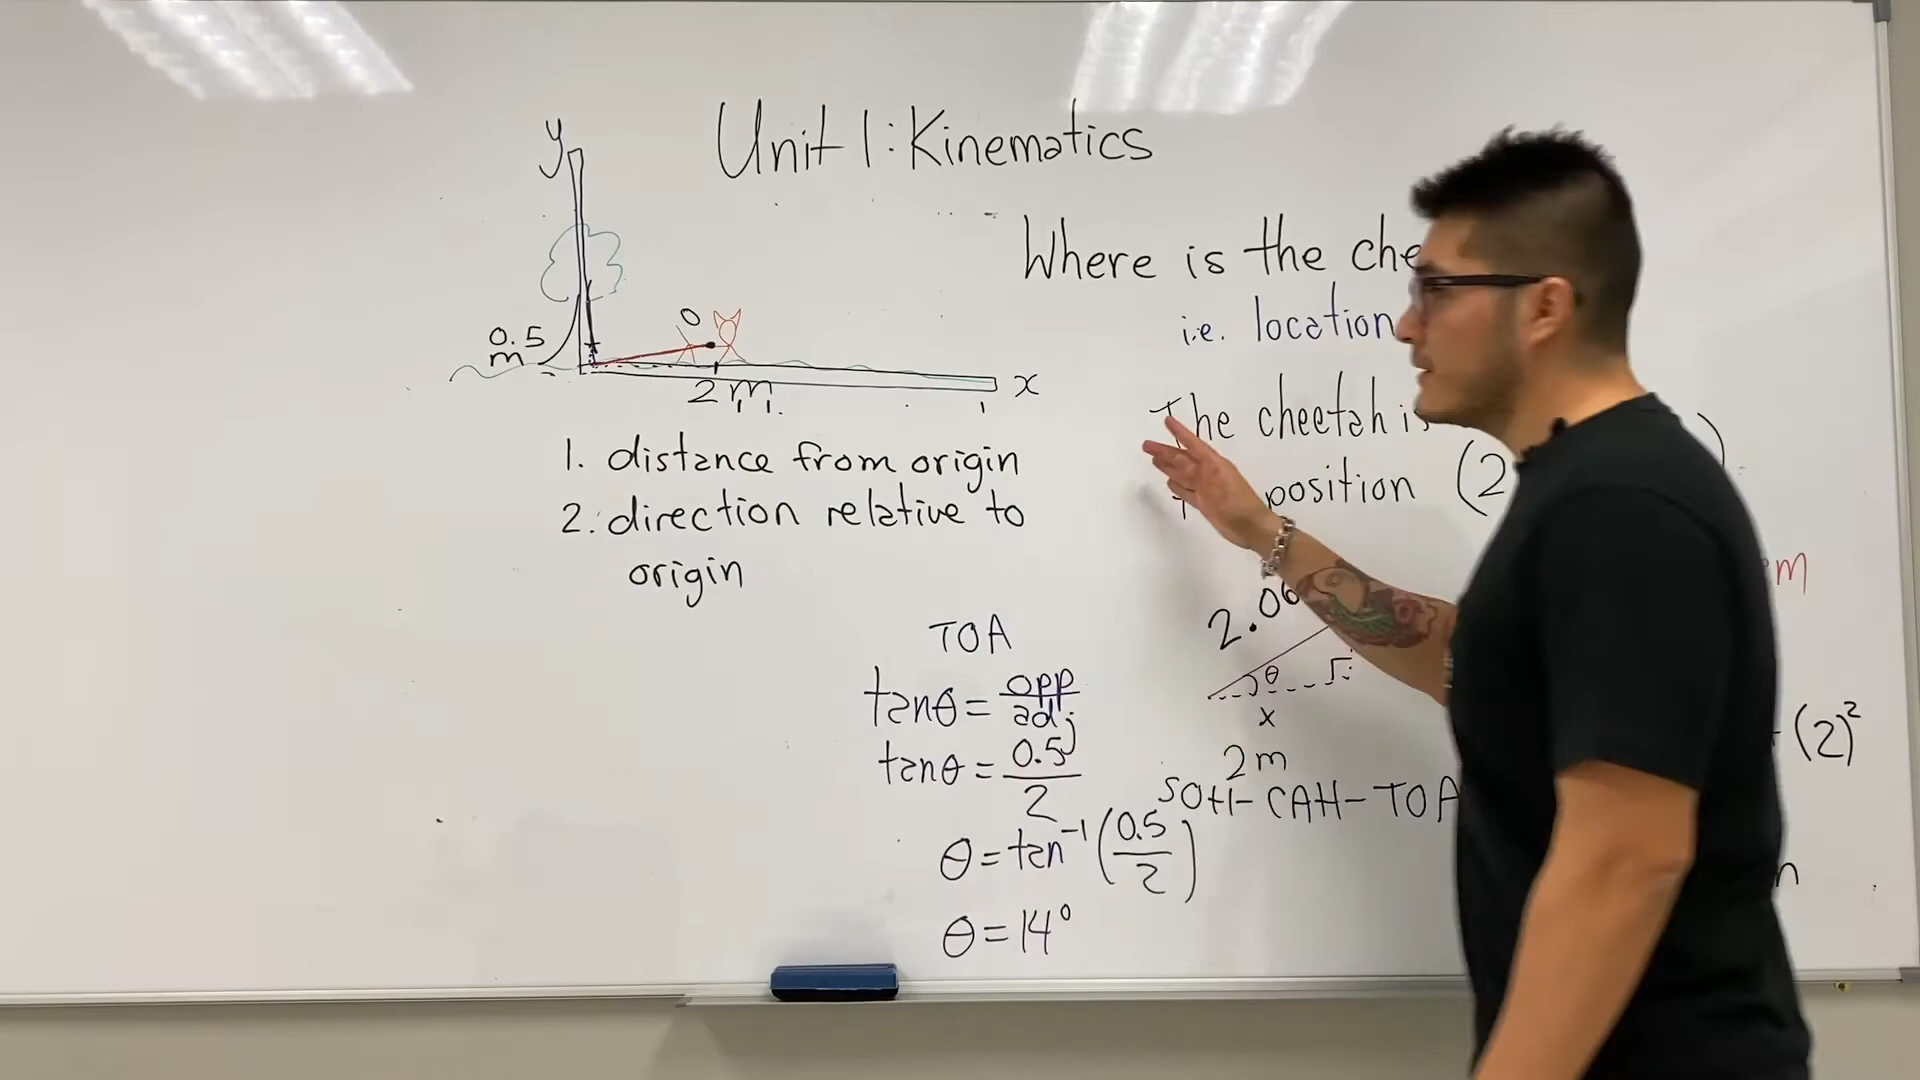 Unit 1: Kinematics
y
0.5
m
2 m
x
1. distance from origin
2. direction relative to
origin
Where is the
i.e. location
The cheetah is
position (2
m
2.06
θ
x
2m
SOH-CAH-TOA
(2)²
TOA
tanθ = opp/adj
tanθ = 0.5/2
θ = tan⁻¹(0.5/2)
θ = 14°